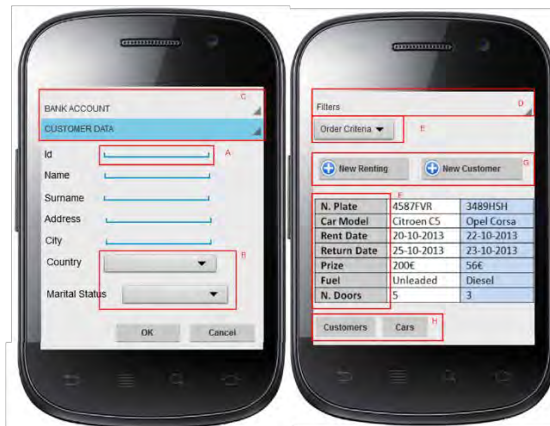 C
BANK ACCOUNT
CUSTOMER DATA
Id A
Name
Surname
Address
City
Country B
Marital Status
OK Cancel
Filters D
Order Criteria E
G
New Renting New Customer
F
N. Plate 4587FVR 3489HSH
Car Model Citroen C5 Opel Corsa
Rent Date 20-10-2013 22-10-2013
Return Date 25-10-2013 23-10-2013
Prize 200€ 56€
Fuel Unleaded Diesel
N. Doors 5 3
Customers Cars H